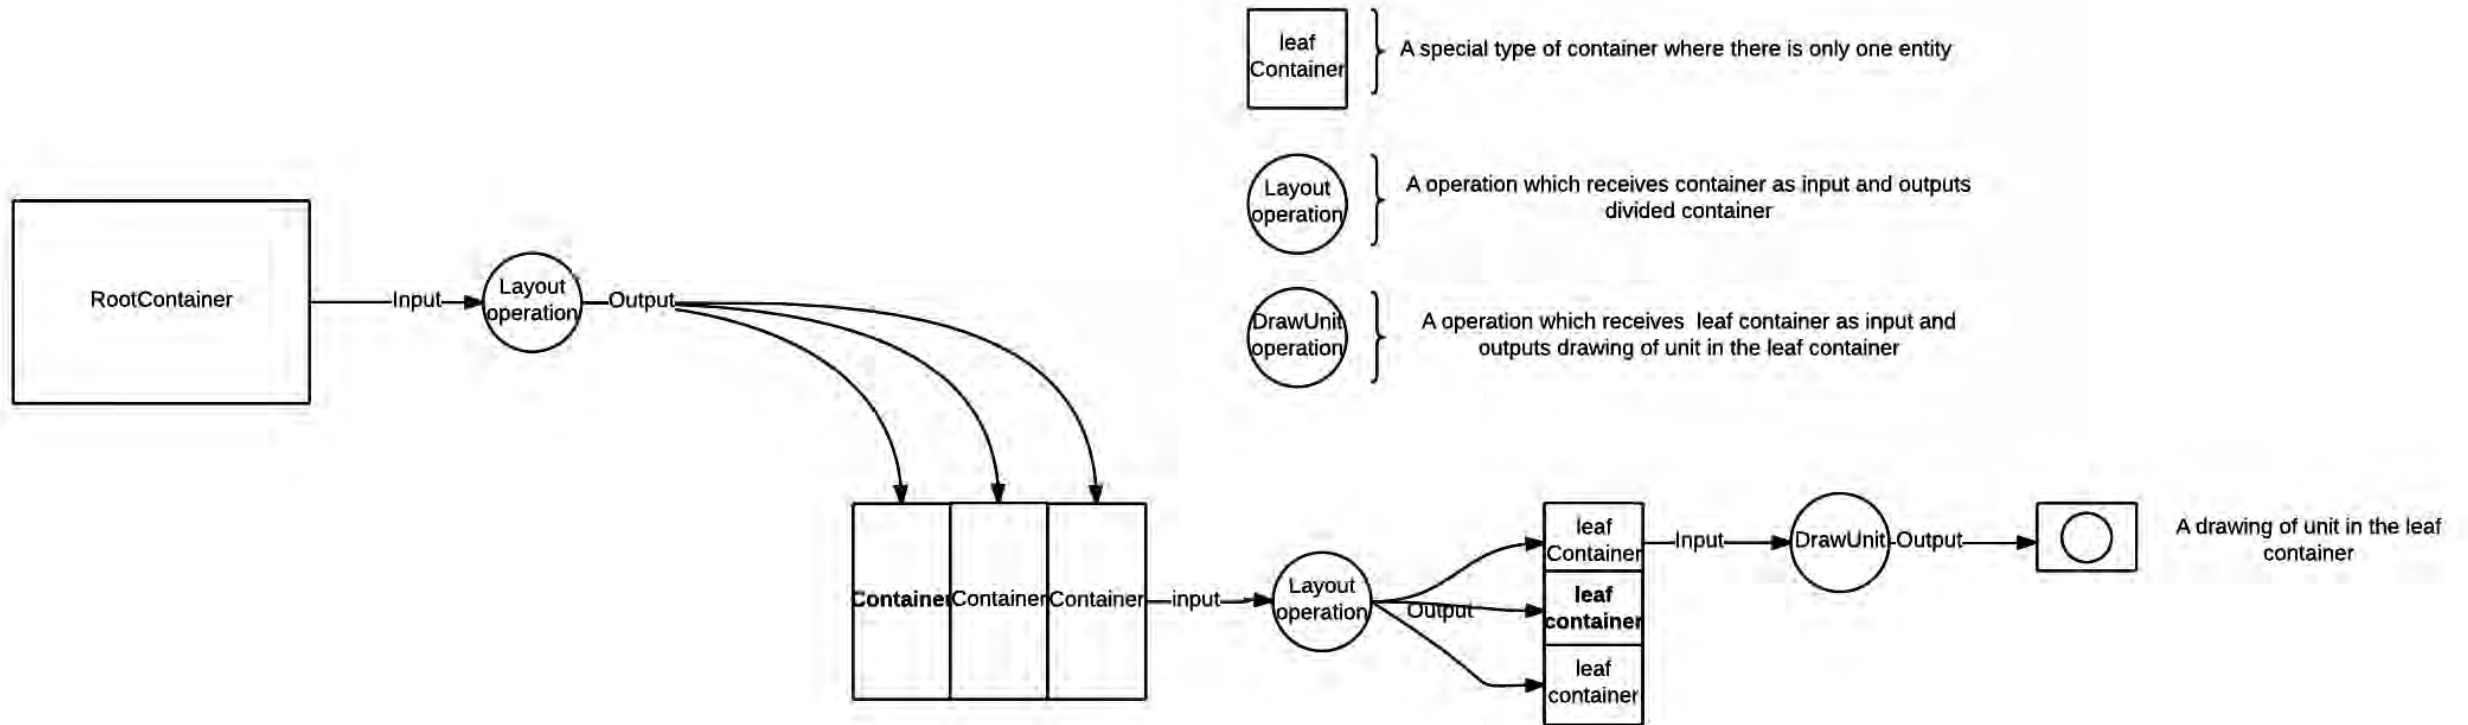 leaf
Container
A special type of container where there is only one entity
Layout
operation
A operation which receives container as input and outputs
divided container
DrawUnit
operation
A operation which receives leaf container as input and
outputs drawing of unit in the leaf container
RootContainer
Input
Layout
operation
Output
Container
Container
Container
input
Layout
operation
Output
leaf
Container
leaf
container
leaf
container
Input
DrawUnit
Output
A drawing of unit in the leaf
container